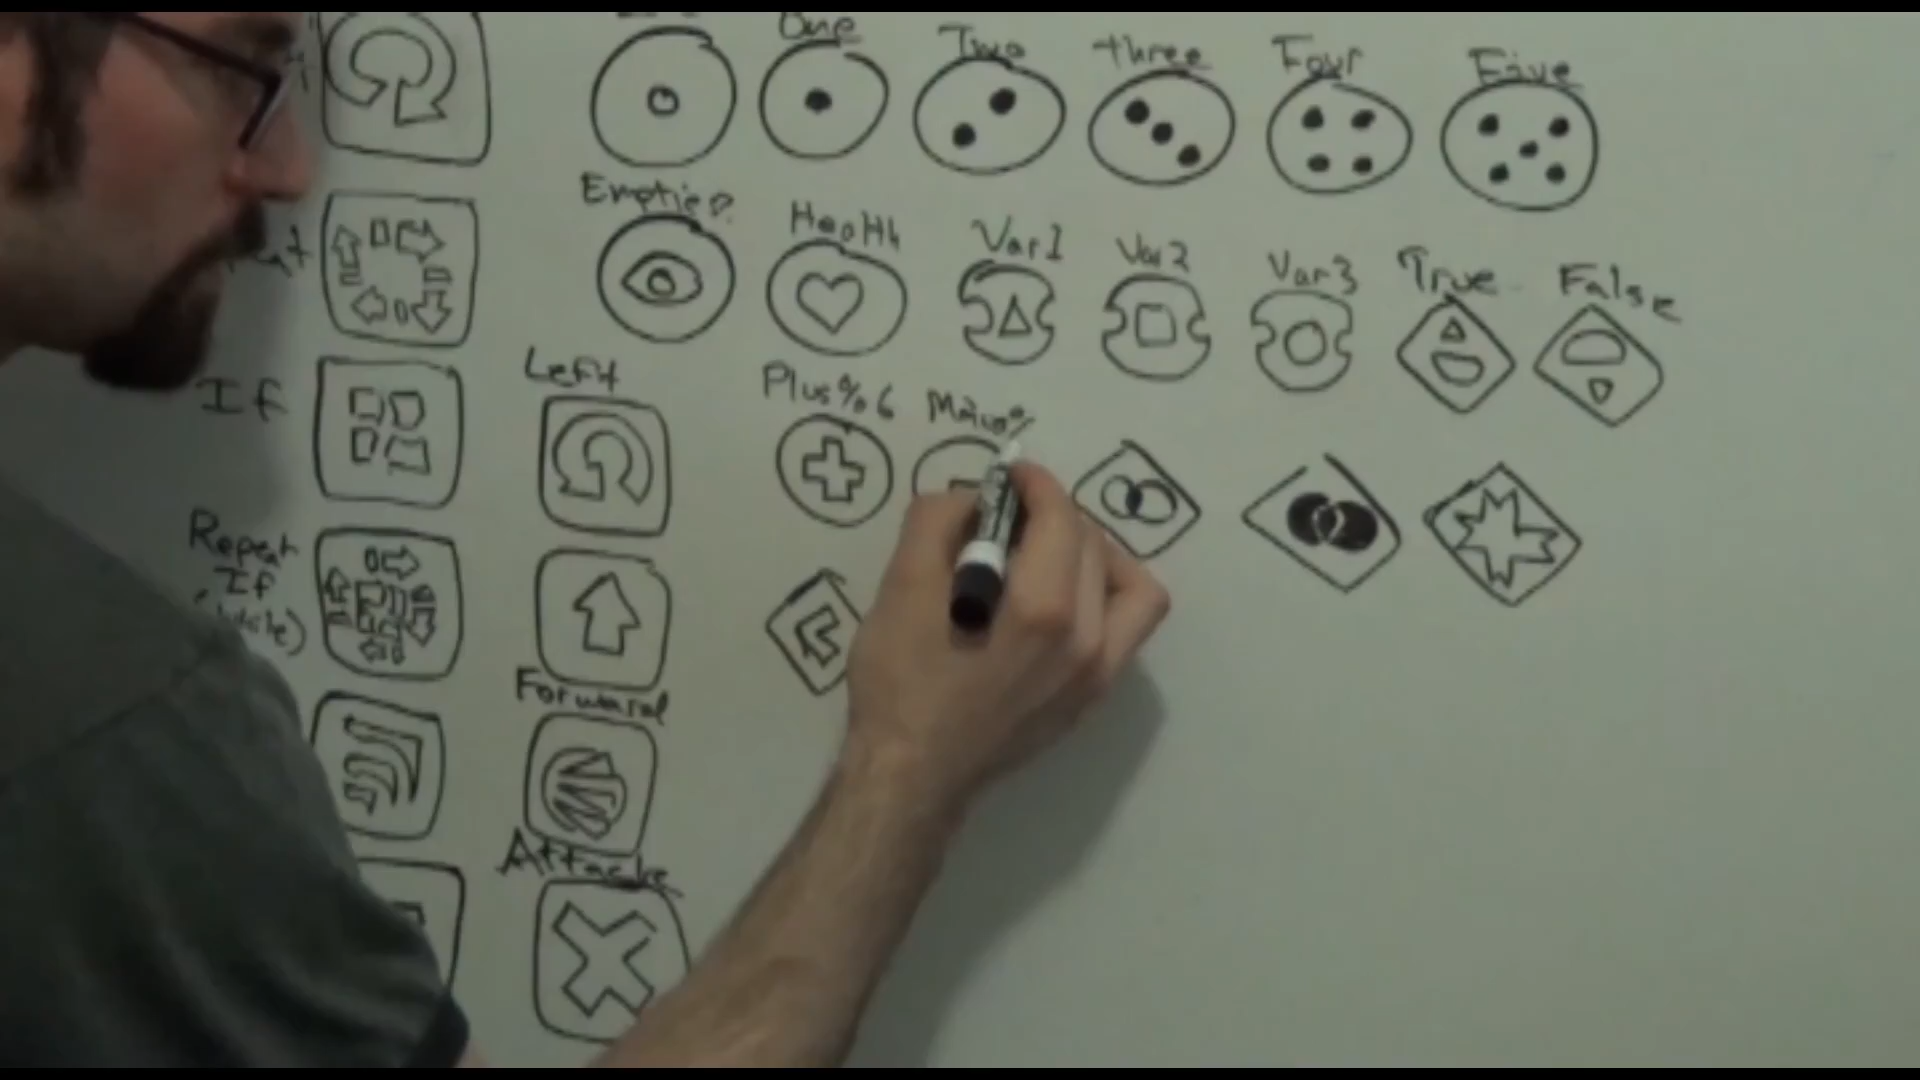 One Two Three Four Five
Health Var1 Var2 Var3 True False
Left
Plus%6
If
Repeat
If
Forward
Attack